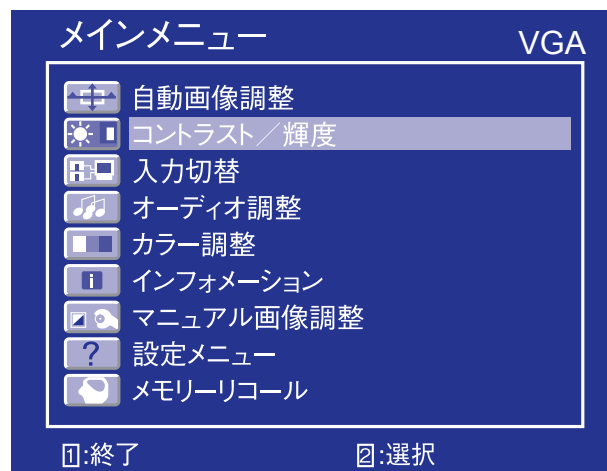 メインメニュー
VGA
自動画像調整
コントラスト／輝度
入力切替
オーディオ調整
カラー調整
インフォメーション
マニュアル画像調整
設定メニュー
メモリーリコール
1:終了
2:選択